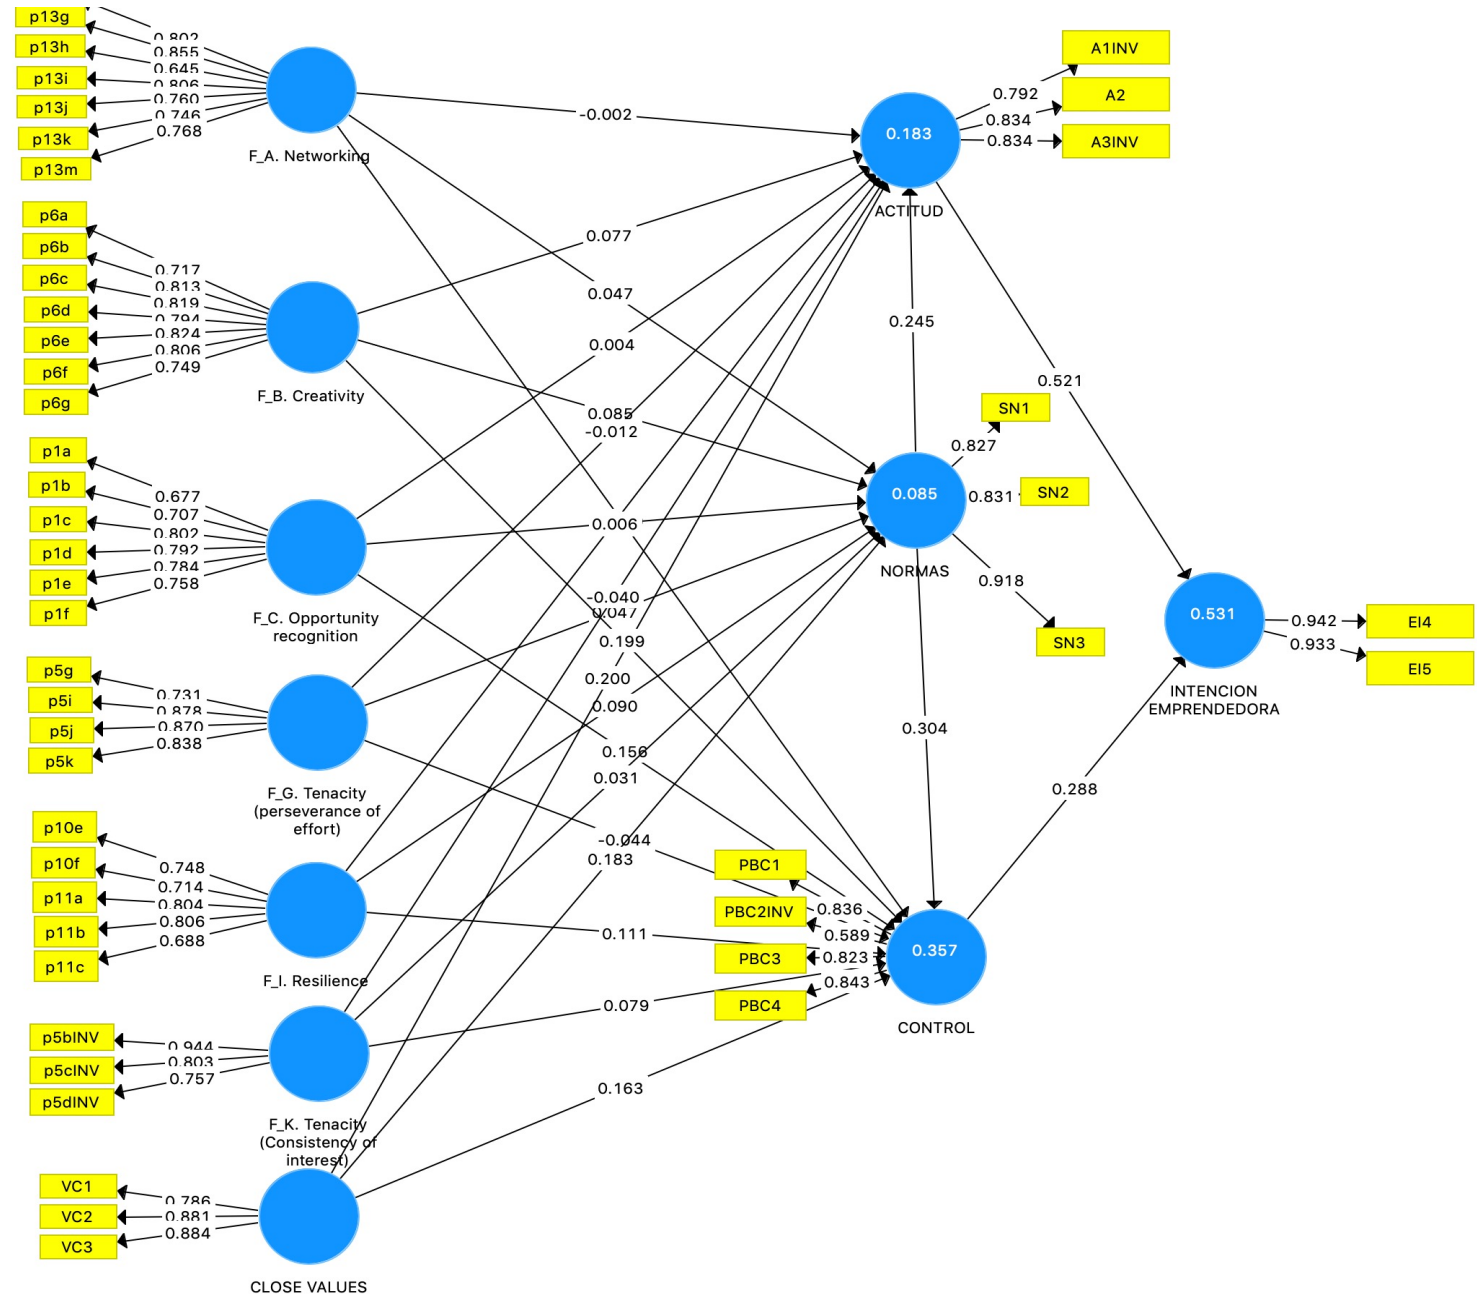 p13g
p13h
p13i
p13j
p13k
p13m
0.802
0.855
0.645
0.806
0.760
0.746
0.768
F_A. Networking
p6a
p6b
p6c
p6d
p6e
p6f
p6g
0.717
0.813
0.819
0.794
0.824
0.806
0.749
F_B. Creativity
p1a
p1b
p1c
p1d
p1e
p1f
0.677
0.707
0.802
0.792
0.784
0.758
F_C. Opportunity
recognition
p5g
p5i
p5j
p5k
0.731
0.878
0.870
0.838
F_G. Tenacity
(perseverance of
effort)
p10e
p10f
p11a
p11b
p11c
0.748
0.714
0.804
0.806
0.688
F_I. Resilience
p5bINV
p5cINV
p5dINV
0.944
0.803
0.757
F_K. Tenacity
(Consistency of
interest)
VC1
VC2
VC3
0.786
0.881
0.884
CLOSE VALUES
-0.002
0.077
0.047
0.004
0.085
-0.012
0.006
-0.040
0.047
0.199
0.200
0.090
0.156
0.031
-0.044
0.183
0.111
0.079
0.163
0.183
ACTITUD
0.792
0.834
0.834
A1INV
A2
A3INV
0.245
0.521
0.085
NORMAS
0.827
0.831
0.918
SN1
SN2
SN3
0.304
0.288
PBC1
PBC2INV
PBC3
PBC4
0.836
0.589
0.823
0.843
0.357
CONTROL
0.531
INTENCION
EMPRENDEDORA
0.942
0.933
EI4
EI5